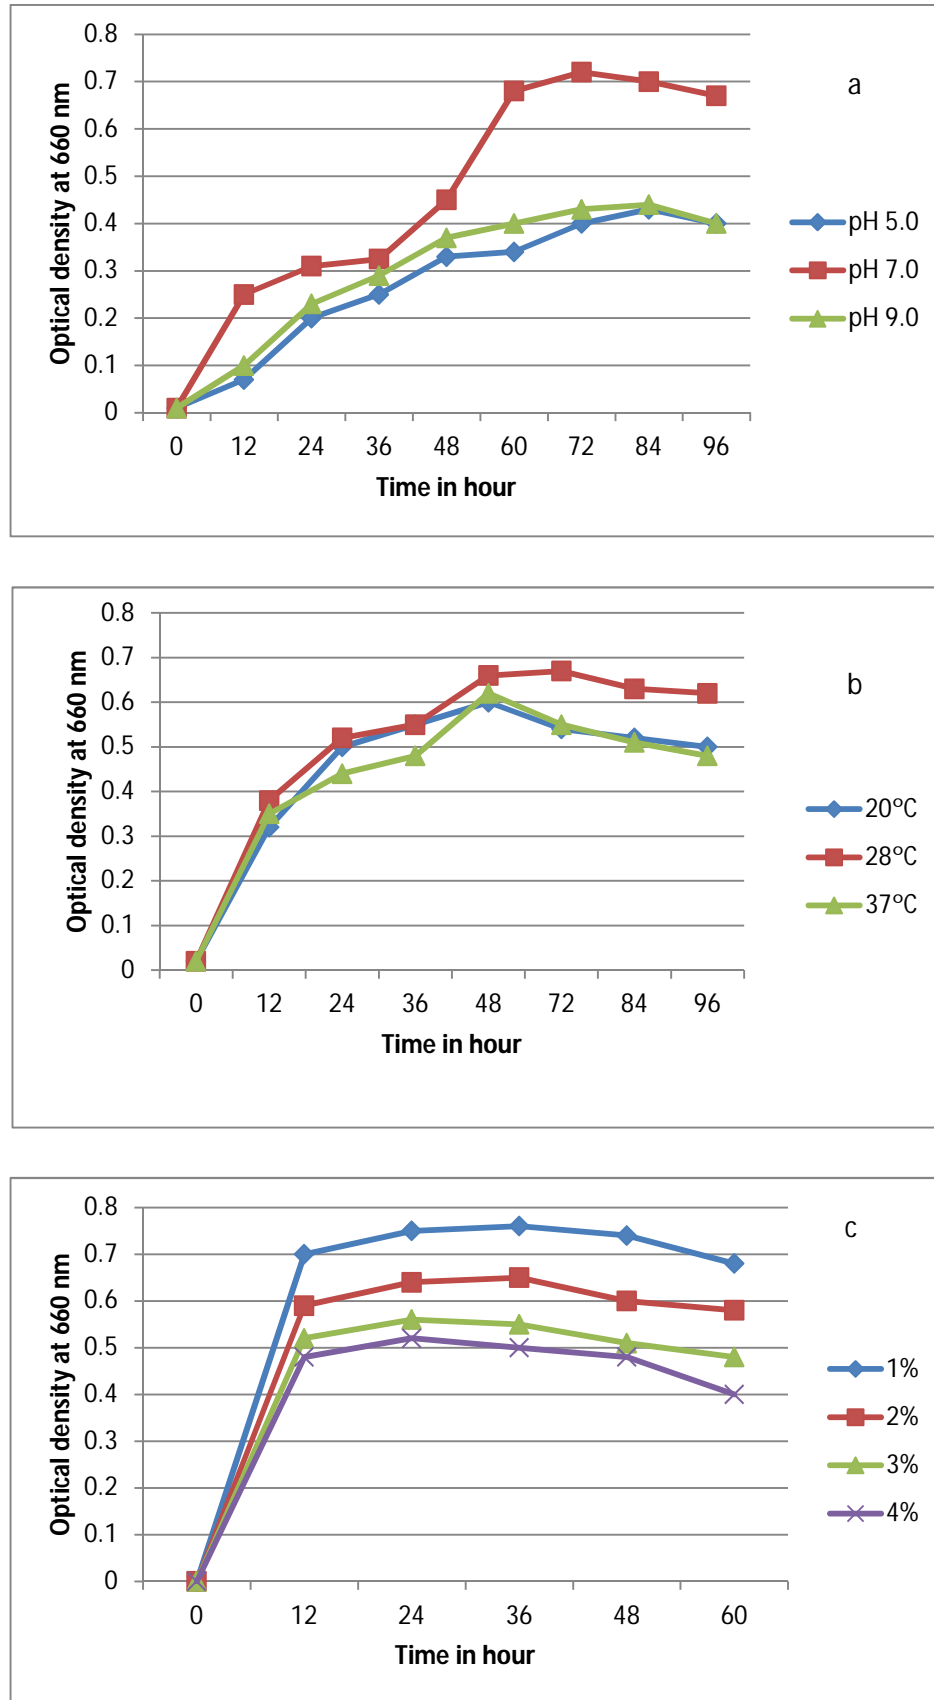 a
Optical density at 660 nm
0.8
0.7
0.6
0.5
0.4
0.3
0.2
0.1
0
0 12 24 36 48 60 72 84 96
Time in hour
pH 5.0
pH 7.0
pH 9.0
b
Optical density at 660 nm
0.8
0.7
0.6
0.5
0.4
0.3
0.2
0.1
0
0 12 24 36 48 72 84 96
Time in hour
20°C
28°C
37°C
c
Optical density at 660 nm
0.8
0.7
0.6
0.5
0.4
0.3
0.2
0.1
0
0 12 24 36 48 60
Time in hour
1%
2%
3%
4%